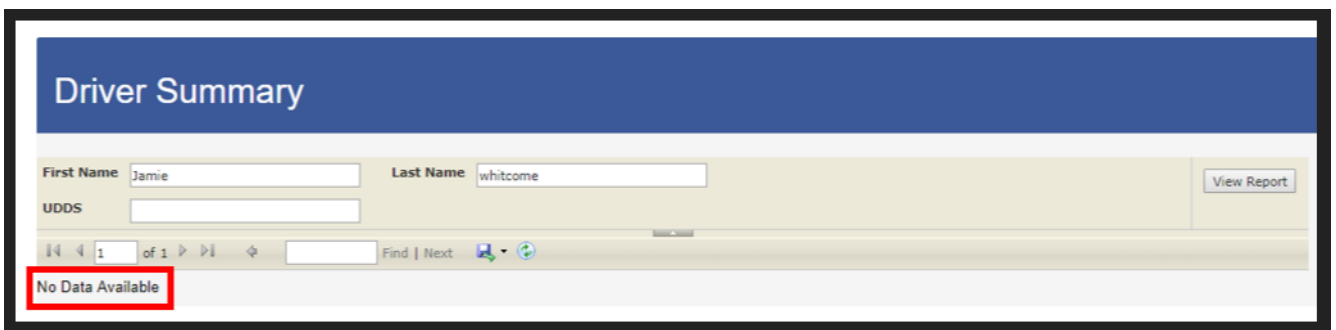 Driver Summary
First Name Jamie Last Name whitcome View Report
UDDS
1 of 1 Find | Next
No Data Available